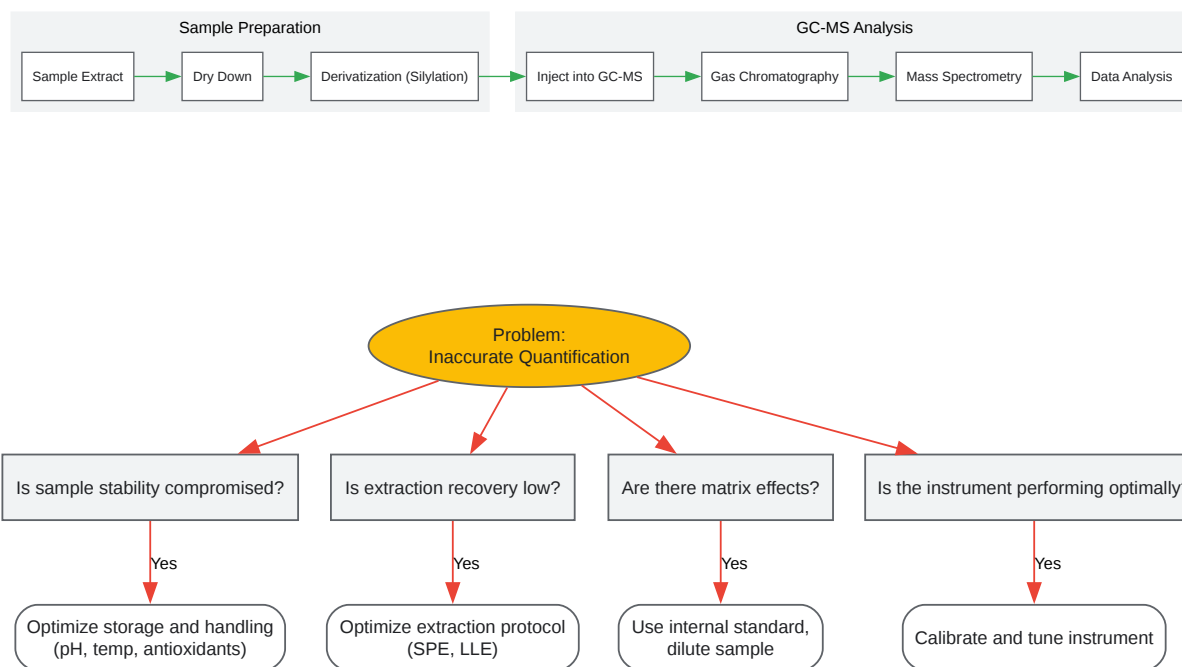 Sample Preparation
GC-MS Analysis
Sample Extract
Dry Down
Derivatization (Silylation)
Inject into GC-MS
Gas Chromatography
Mass Spectrometry
Data Analysis
Problem:
Inaccurate Quantification
Is sample stability compromised?
Is extraction recovery low?
Are there matrix effects?
Is the instrument performing optimally?
Yes
Yes
Yes
Yes
Optimize storage and handling
(pH, temp, antioxidants)
Optimize extraction protocol
(SPE, LLE)
Use internal standard,
dilute sample
Calibrate and tune instrument